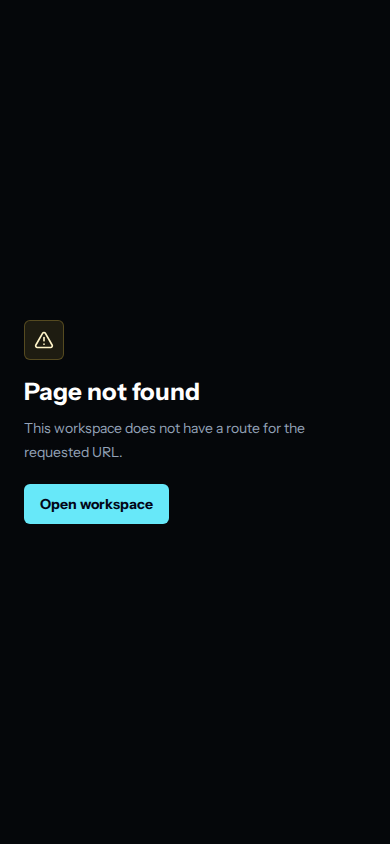 Page not found
This workspace does not have a route for the
requested URL.
Open workspace